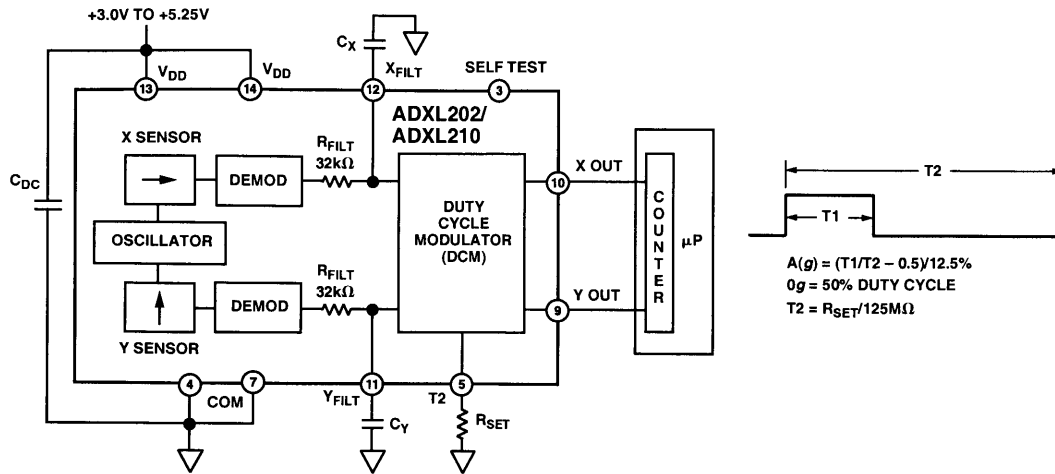 +3.0V TO +5.25V
CX
XFILT
SELF TEST
VDD
VDD
13
14
12
3
ADXL202/
ADXL210
X SENSOR
RFILT
32kΩ
DEMOD
X OUT
10
CDC
OSCILLATOR
DUTY
CYCLE
MODULATOR
(DCM)
COUNTER
μP
RFILT
32kΩ
DEMOD
Y OUT
9
Y SENSOR
4
7
COM
YFILT
11
T2
5
CY
RSET
T2
T1
A(g) = (T1/T2 – 0.5)/12.5%
0g = 50% DUTY CYCLE
T2 = RSET/125MΩ